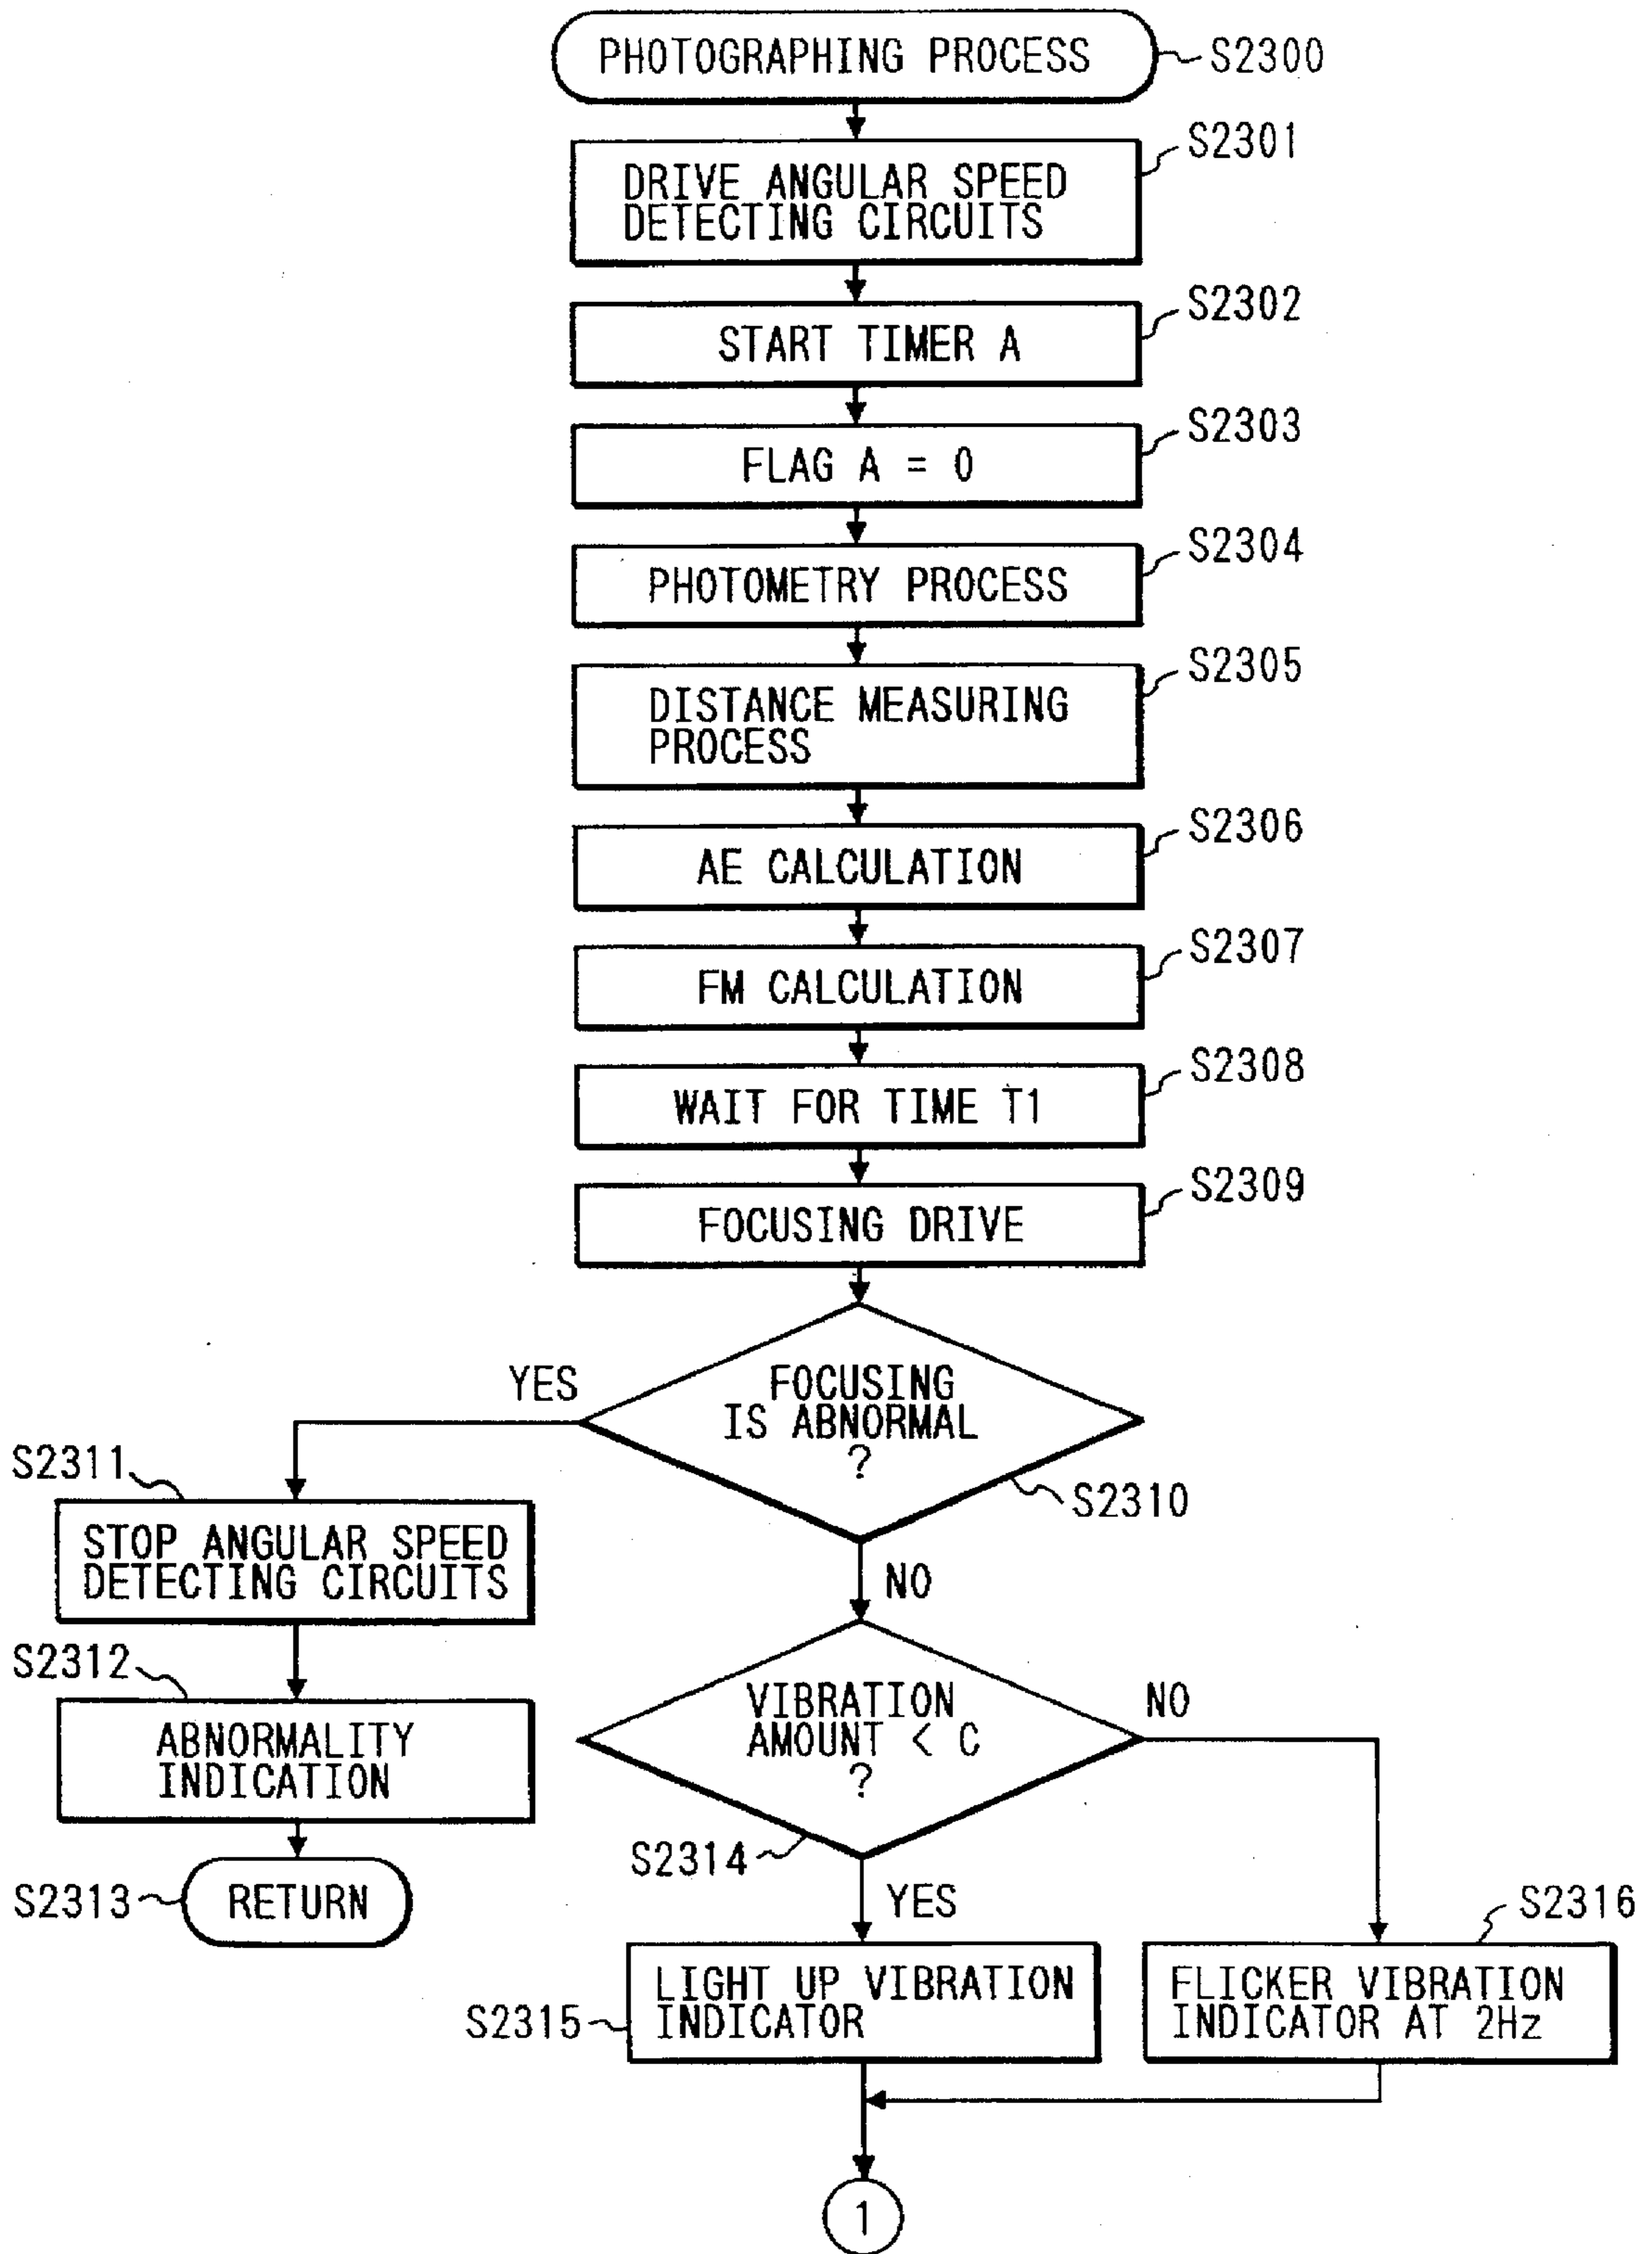 PHOTOGRAPHING PROCESS
S2300
S2301
DRIVE ANGULAR SPEED
DETECTING CIRCUITS
S2302
START TIMER A
S2303
FLAG A = 0
S2304
PHOTOMETRY PROCESS
S2305
DISTANCE MEASURING
PROCESS
S2306
AE CALCULATION
S2307
FM CALCULATION
S2308
WAIT FOR TIME T1
S2309
FOCUSING DRIVE
YES
FOCUSING
IS ABNORMAL
?
S2310
S2311
STOP ANGULAR SPEED
DETECTING CIRCUITS
NO
S2312
ABNORMALITY
INDICATION
VIBRATION
AMOUNT < C
?
NO
S2314
S2313
RETURN
YES
S2316
S2315
LIGHT UP VIBRATION
INDICATOR
FLICKER VIBRATION
INDICATOR AT 2Hz
1